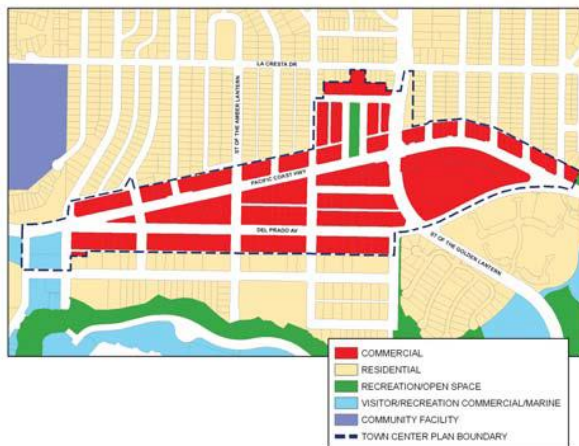 LA CRESTA DR
ST OF THE AMBER LANTERN
PACIFIC COAST HWY
DEL PRADO AV
ST OF THE GOLDEN LANTERN
COMMERCIAL
RESIDENTIAL
RECREATION/OPEN SPACE
VISITOR/RECREATION COMMERCIAL/MARINE
COMMUNITY FACILITY
TOWN CENTER PLAN BOUNDARY